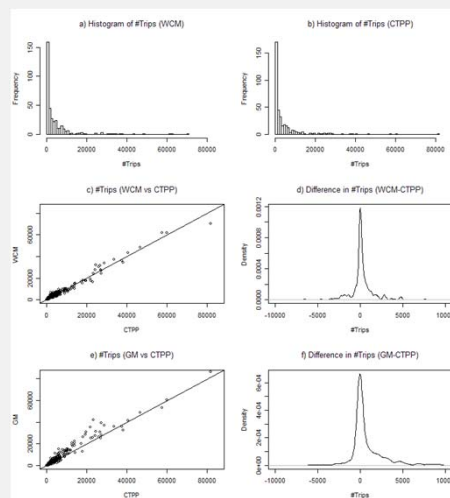 a) Histogram of #Trips (WCM)
Frequency
0 50 100 150
0 20000 40000 60000 80000
#Trips
b) Histogram of #Trips (CTPP)
Frequency
0 50 100 150
0 20000 40000 60000 80000
#Trips
c) #Trips (WCM vs CTPP)
WCM
0 20000 60000
0 20000 40000 60000 80000
CTPP
d) Difference in #Trips (WCM-CTPP)
Density
0.0000 0.0004 0.0008 0.0012
-10000 -5000 0 5000 1000
#Trips
e) #Trips (GM vs CTPP)
GM
0 20000 60000
0 20000 40000 60000 80000
CTPP
f) Difference in #Trips (GM-CTPP)
Density
0e+00 2e-04 4e-04 6e-04
-10000 -5000 0 5000 1000
#Trips